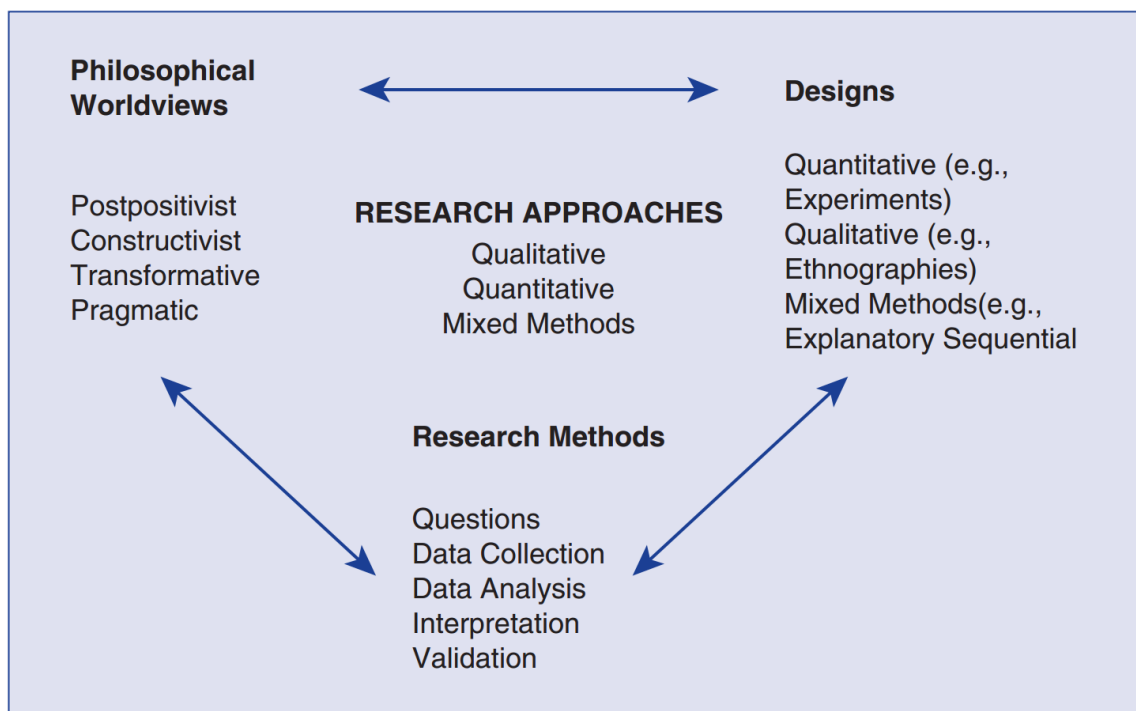 Philosophical
Worldviews
Designs
Postpositivist
Constructivist
Transformative
Pragmatic
RESEARCH APPROACHES
Qualitative
Quantitative
Mixed Methods
Quantitative (e.g.,
Experiments)
Qualitative (e.g.,
Ethnographies)
Mixed Methods(e.g.,
Explanatory Sequential
Research Methods
Questions
Data Collection
Data Analysis
Interpretation
Validation